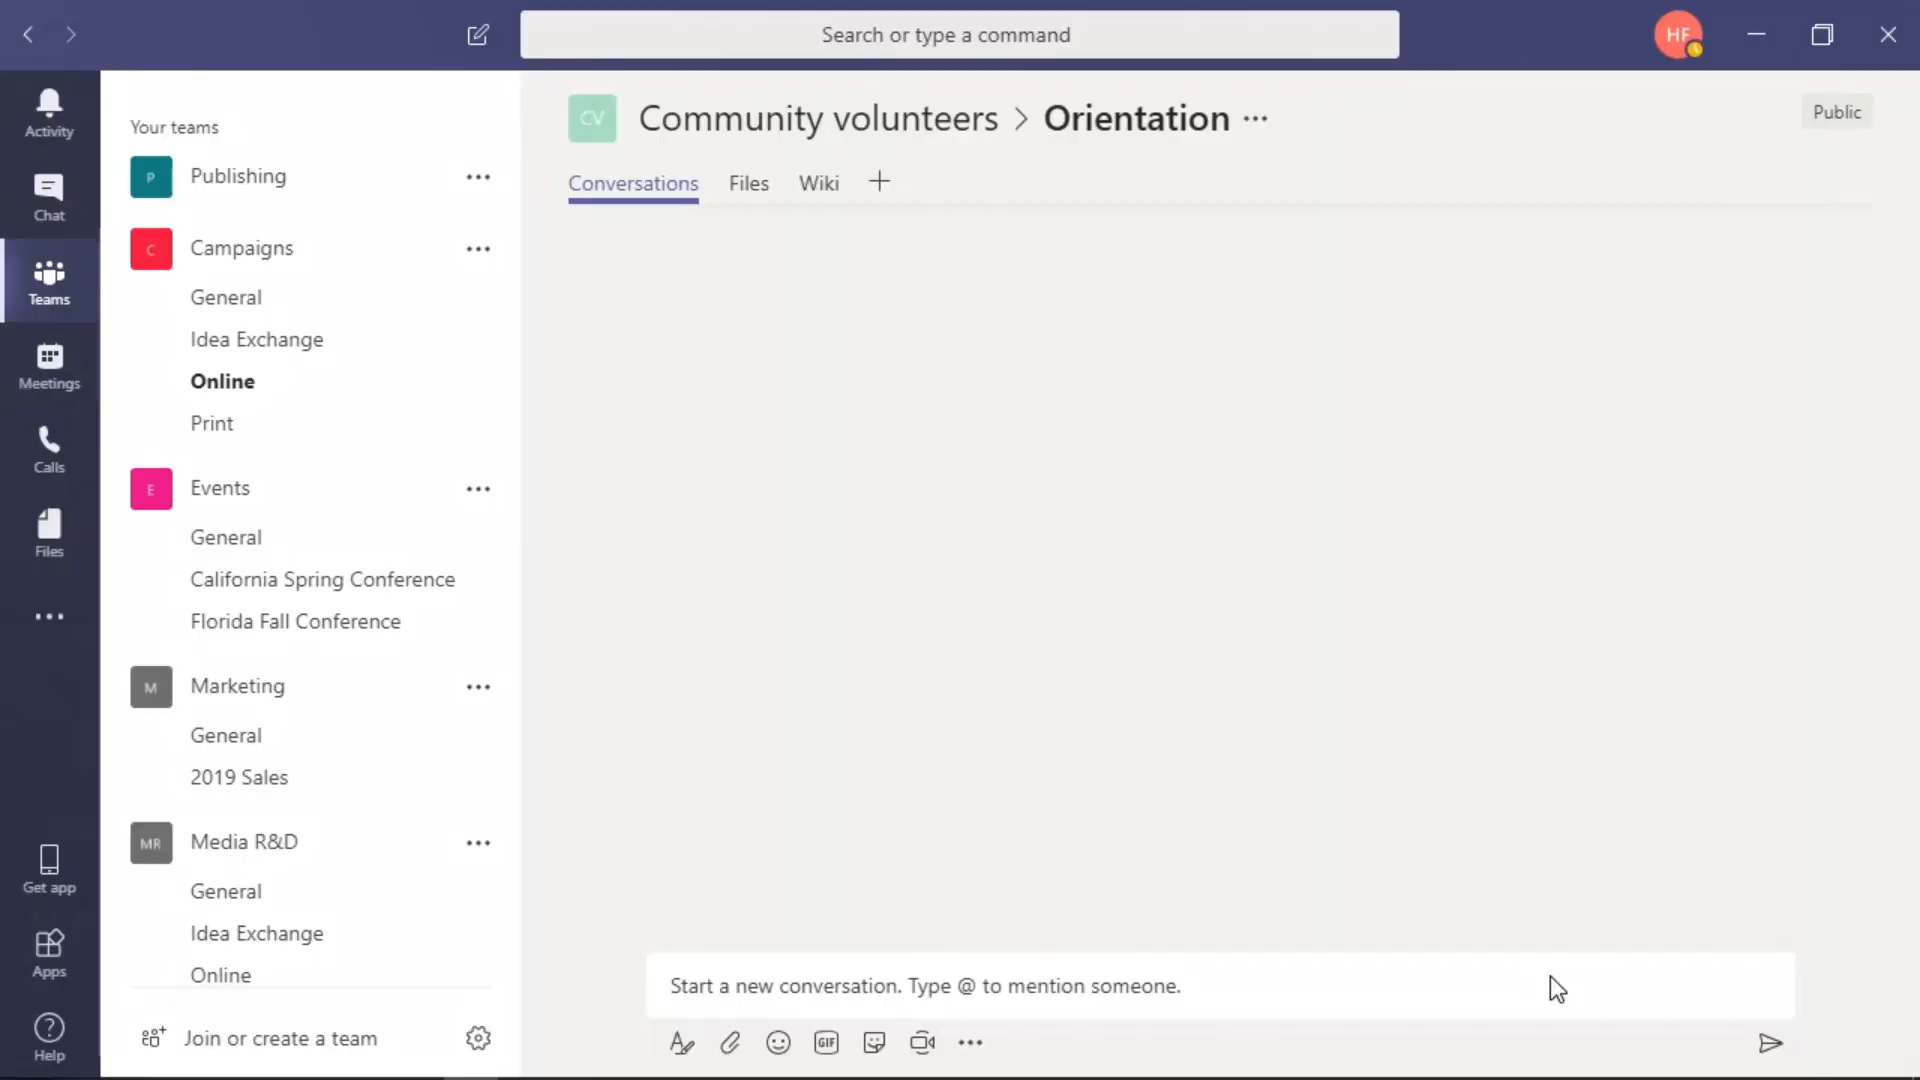 Search or type a command
HF
Activity
Chat
Teams
Meetings
Calls
Files
Get app
Apps
Help
Your teams
P Publishing
C Campaigns
General
Idea Exchange
Online
Print
E Events
General
California Spring Conference
Florida Fall Conference
M Marketing
General
2019 Sales
MR Media R&D
General
Idea Exchange
Online
Join or create a team
CV Community volunteers > Orientation
Public
Conversations Files Wiki
Start a new conversation. Type @ to mention someone.
GIF